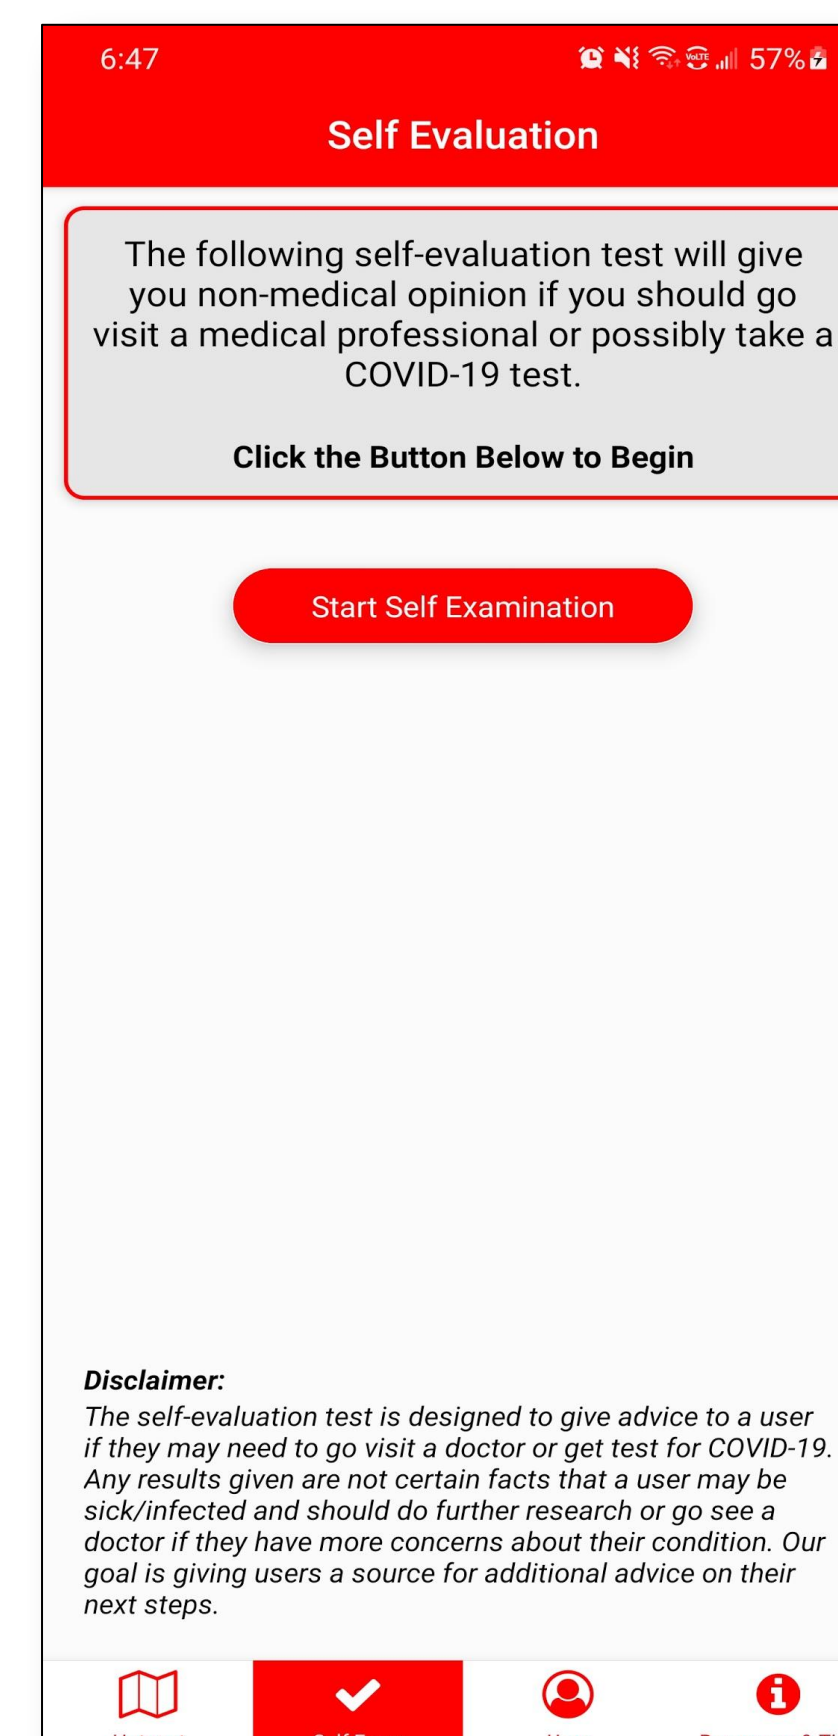 6:47
VoLTE 57%
Self Evaluation
The following self-evaluation test will give
you non-medical opinion if you should go
visit a medical professional or possibly take a
COVID-19 test.
Click the Button Below to Begin
Start Self Examination
Disclaimer:
The self-evaluation test is designed to give advice to a user
if they may need to go visit a doctor or get test for COVID-19.
Any results given are not certain facts that a user may be
sick/infected and should do further research or go see a
doctor if they have more concerns about their condition. Our
goal is giving users a source for additional advice on their
next steps.